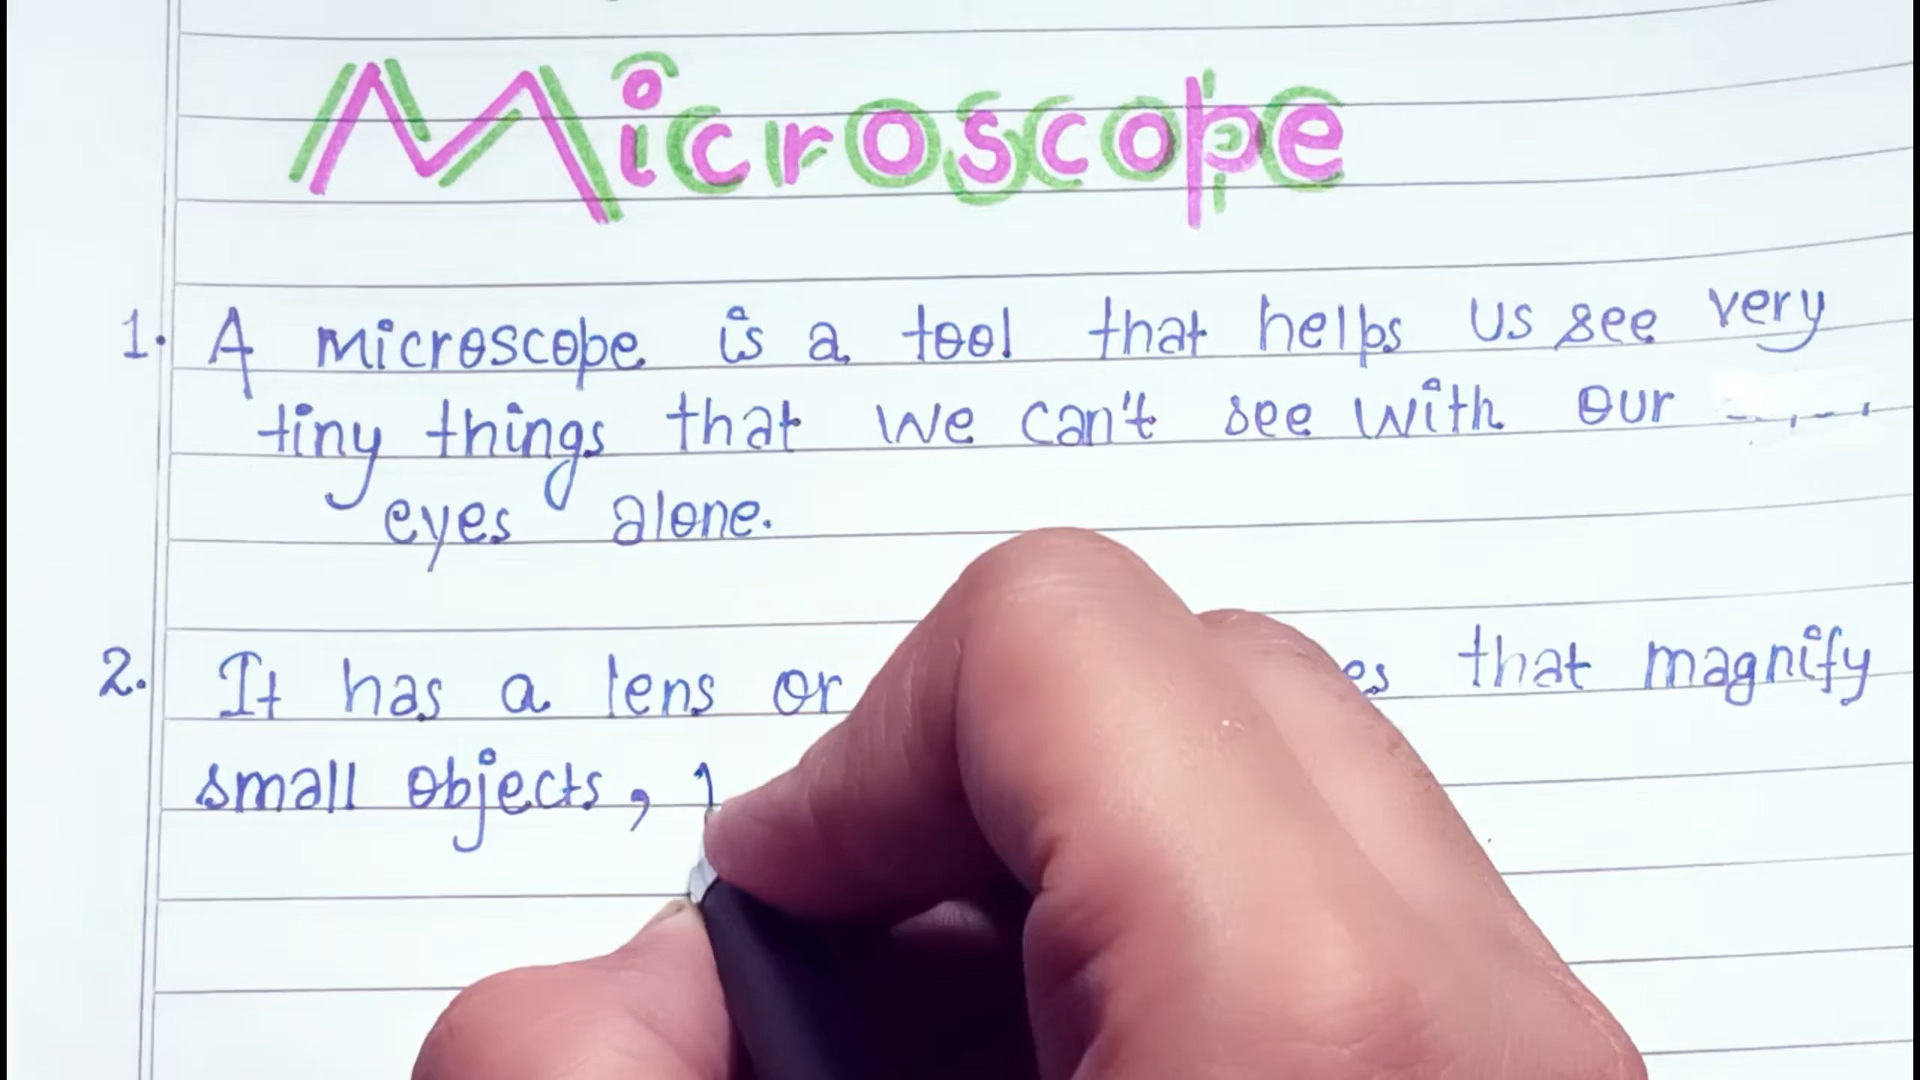 Microscope
1. A microscope is a tool that helps us see very
tiny things that we can't see with our
eyes alone.
2. It has a lens or that magnify
small objects,